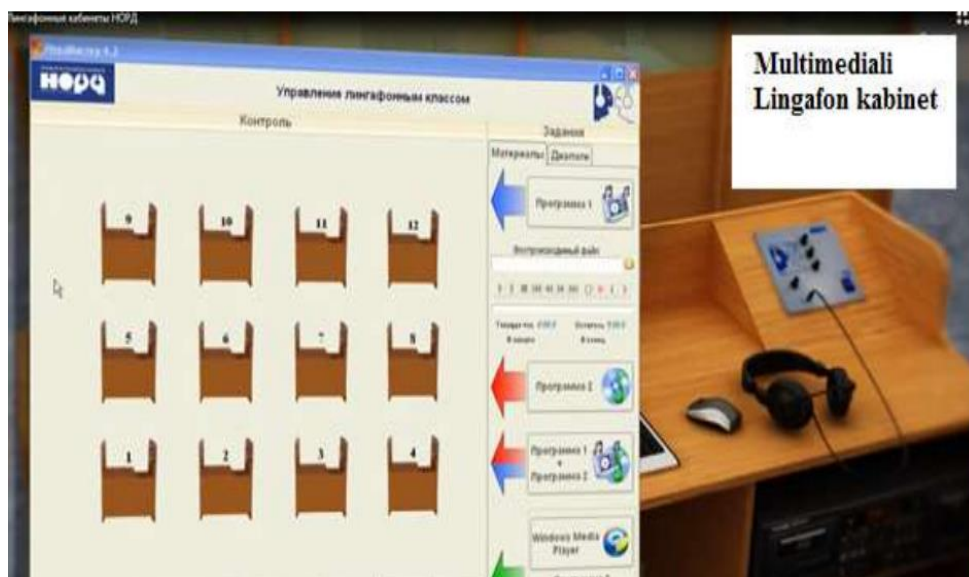 Лингафонные кабинеты НОРД
НОРД
Управление лингафонным классом
Контроль
Задания
Материалы Диалоги
Программа 1
Воспроизводимый файл
Программа 2
Программа 1
+
Программа 2
Windows Media
Player
9 10 11 12
5 6 7 8
1 2 3 4
Multimediali
Lingafon kabinet